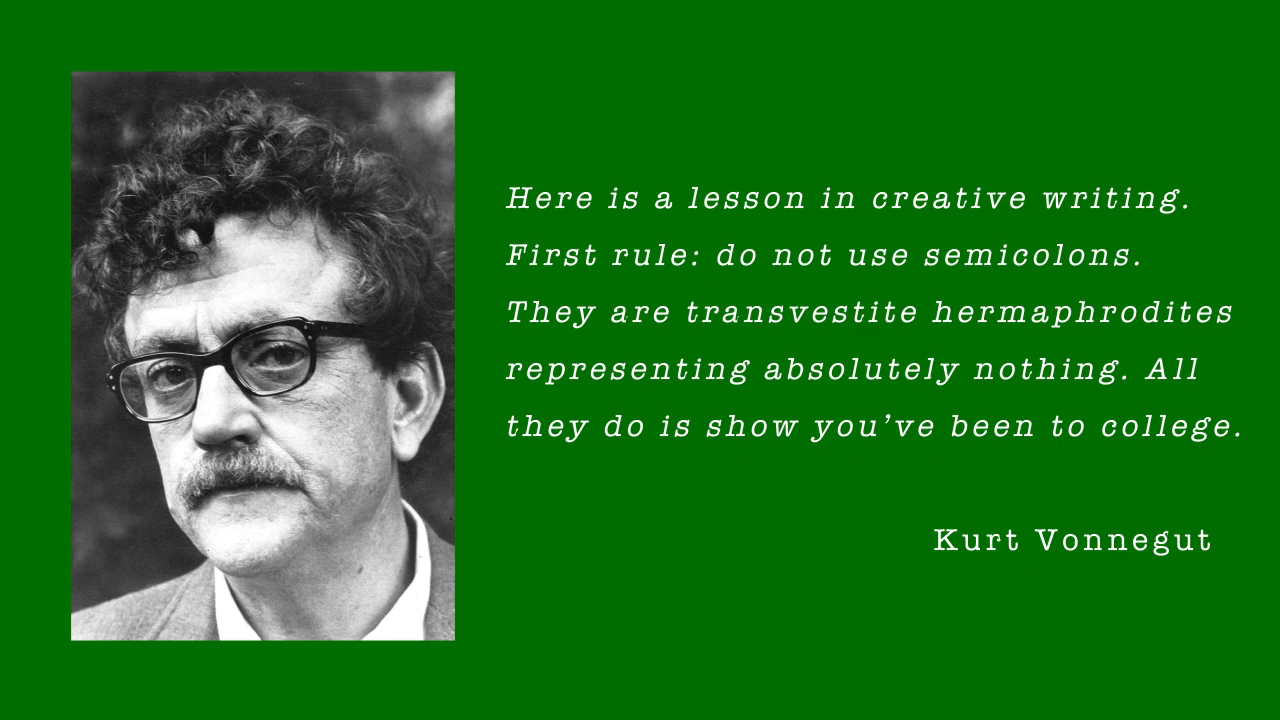 Here is a lesson in creative writing.
First rule: do not use semicolons.
They are transvestite hermaphrodites
representing absolutely nothing. All
they do is show you’ve been to college.
Kurt Vonnegut